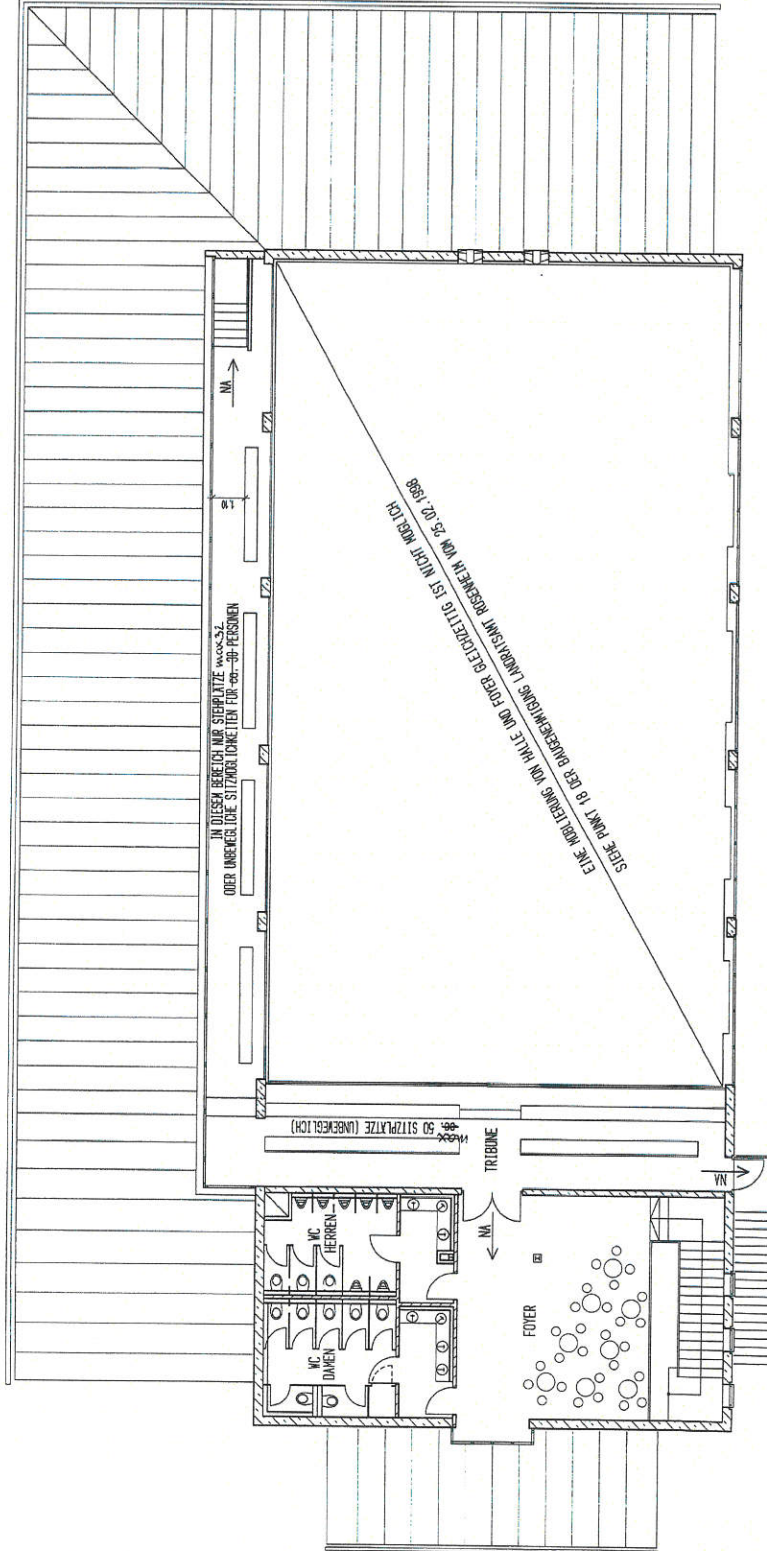 NA
1.10
IN DIESEM BEREICH NUR STEHPLÄTZE max 32
ODER UNBEWEGLICHE SITZMÖGLICHKEITEN FÜR ca. 30 PERSONEN
EINE MÖBLIERUNG VON HALLE UND FOYER GLEICHZEITIG IST NICHT MÖGLICH
SIEHE PUNKT 18 DER BAUGENEHMIGUNG LANDRATSAMT ROSENHEIM VOM 25.02.1998
max ca. 50 SITZPLÄTZE (UNBEWEGLICH)
TRIBÜNE
NA
NA
WC
HERREN
WC
DAMEN
FOYER